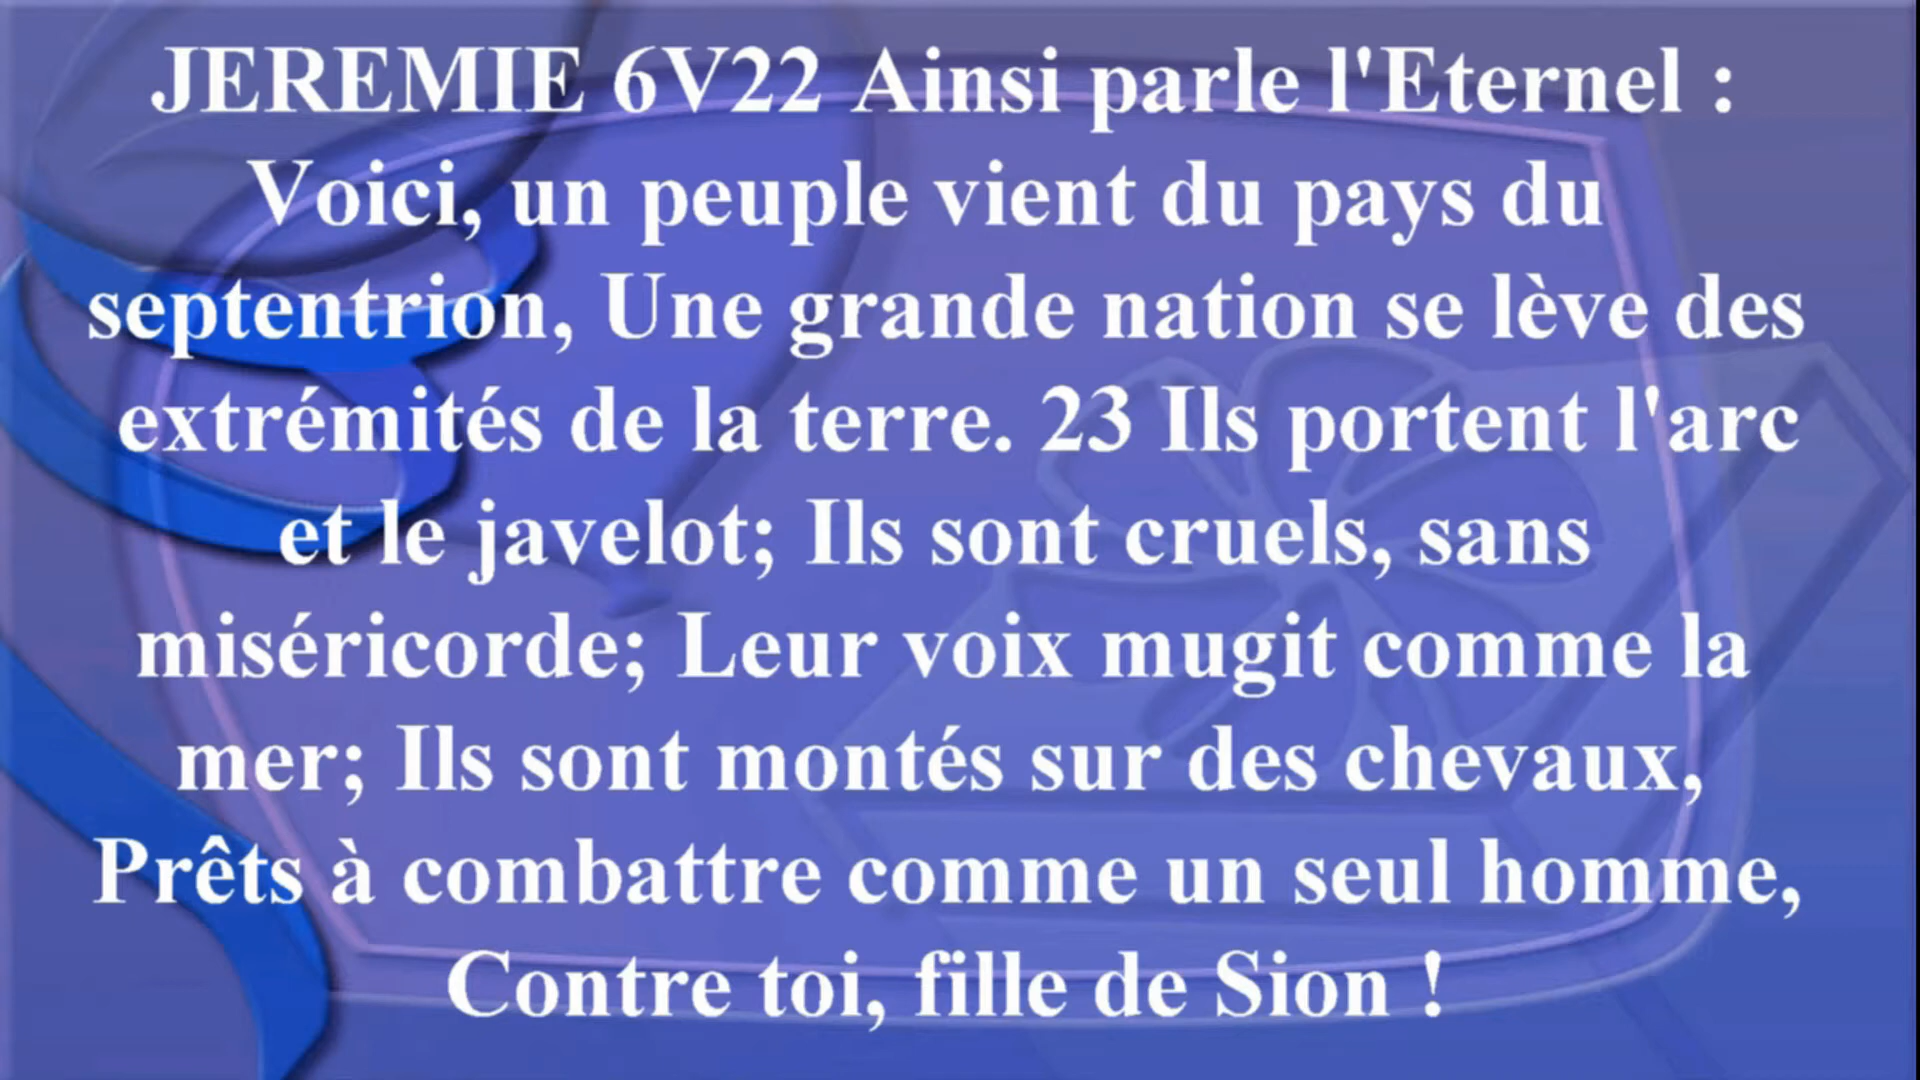 JEREMIE 6V22 Ainsi parle l'Eternel :
Voici, un peuple vient du pays du
septentrion, Une grande nation se lève des
extrémités de la terre. 23 Ils portent l'arc
et le javelot; Ils sont cruels, sans
miséricorde; Leur voix mugit comme la
mer; Ils sont montés sur des chevaux,
Prêts à combattre comme un seul homme,
Contre toi, fille de Sion !